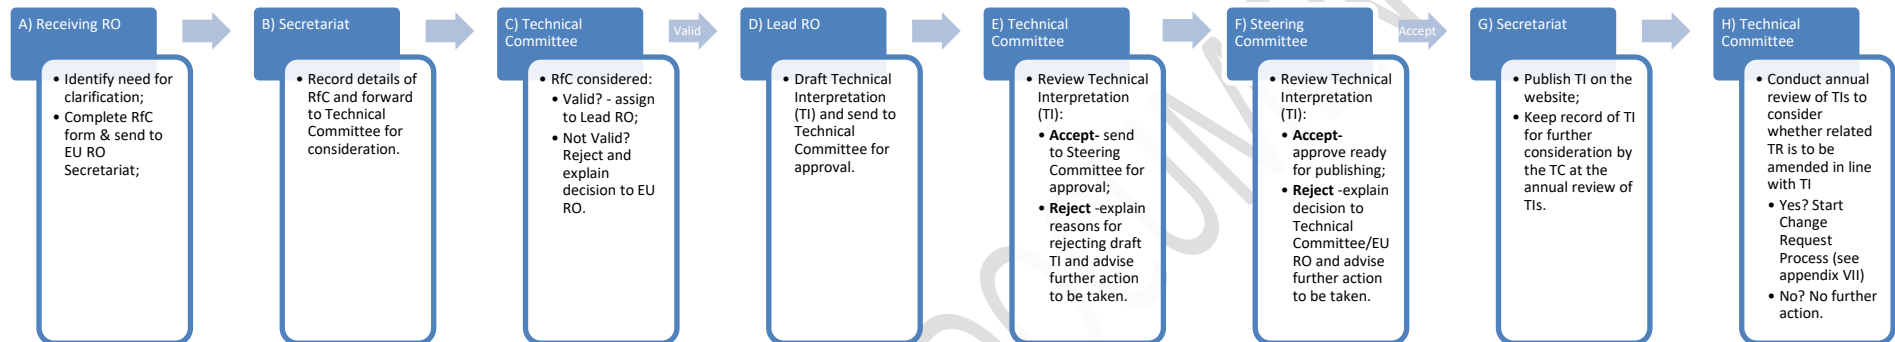 A) Receiving RO
• Identify need for
clarification;
• Complete RfC
form & send to
EU RO
Secretariat;
B) Secretariat
• Record details of
RfC and forward
to Technical
Committee for
consideration.
C) Technical
Committee
• RfC considered:
• Valid? - assign
to Lead RO;
• Not Valid?
Reject and
explain
decision to EU
RO.
Valid
D) Lead RO
• Draft Technical
Interpretation
(TI) and send to
Technical
Committee for
approval.
E) Technical
Committee
• Review Technical
Interpretation
(TI):
• Accept- send
to Steering
Committee for
approval;
• Reject -explain
reasons for
rejecting draft
TI and advise
further action
to be taken.
F) Steering
Committee
• Review Technical
Interpretation
(TI):
• Accept-
approve ready
for publishing;
• Reject -explain
decision to
Technical
Committee/EU
RO and advise
further action
to be taken.
Accept
G) Secretariat
• Publish TI on the
website;
• Keep record of TI
for further
consideration by
the TC at the
annual review of
TIs.
H) Technical
Committee
• Conduct annual
review of TIs to
consider
whether related
TR is to be
amended in line
with TI
• Yes? Start
Change
Request
Process (see
appendix VII)
• No? No further
action.